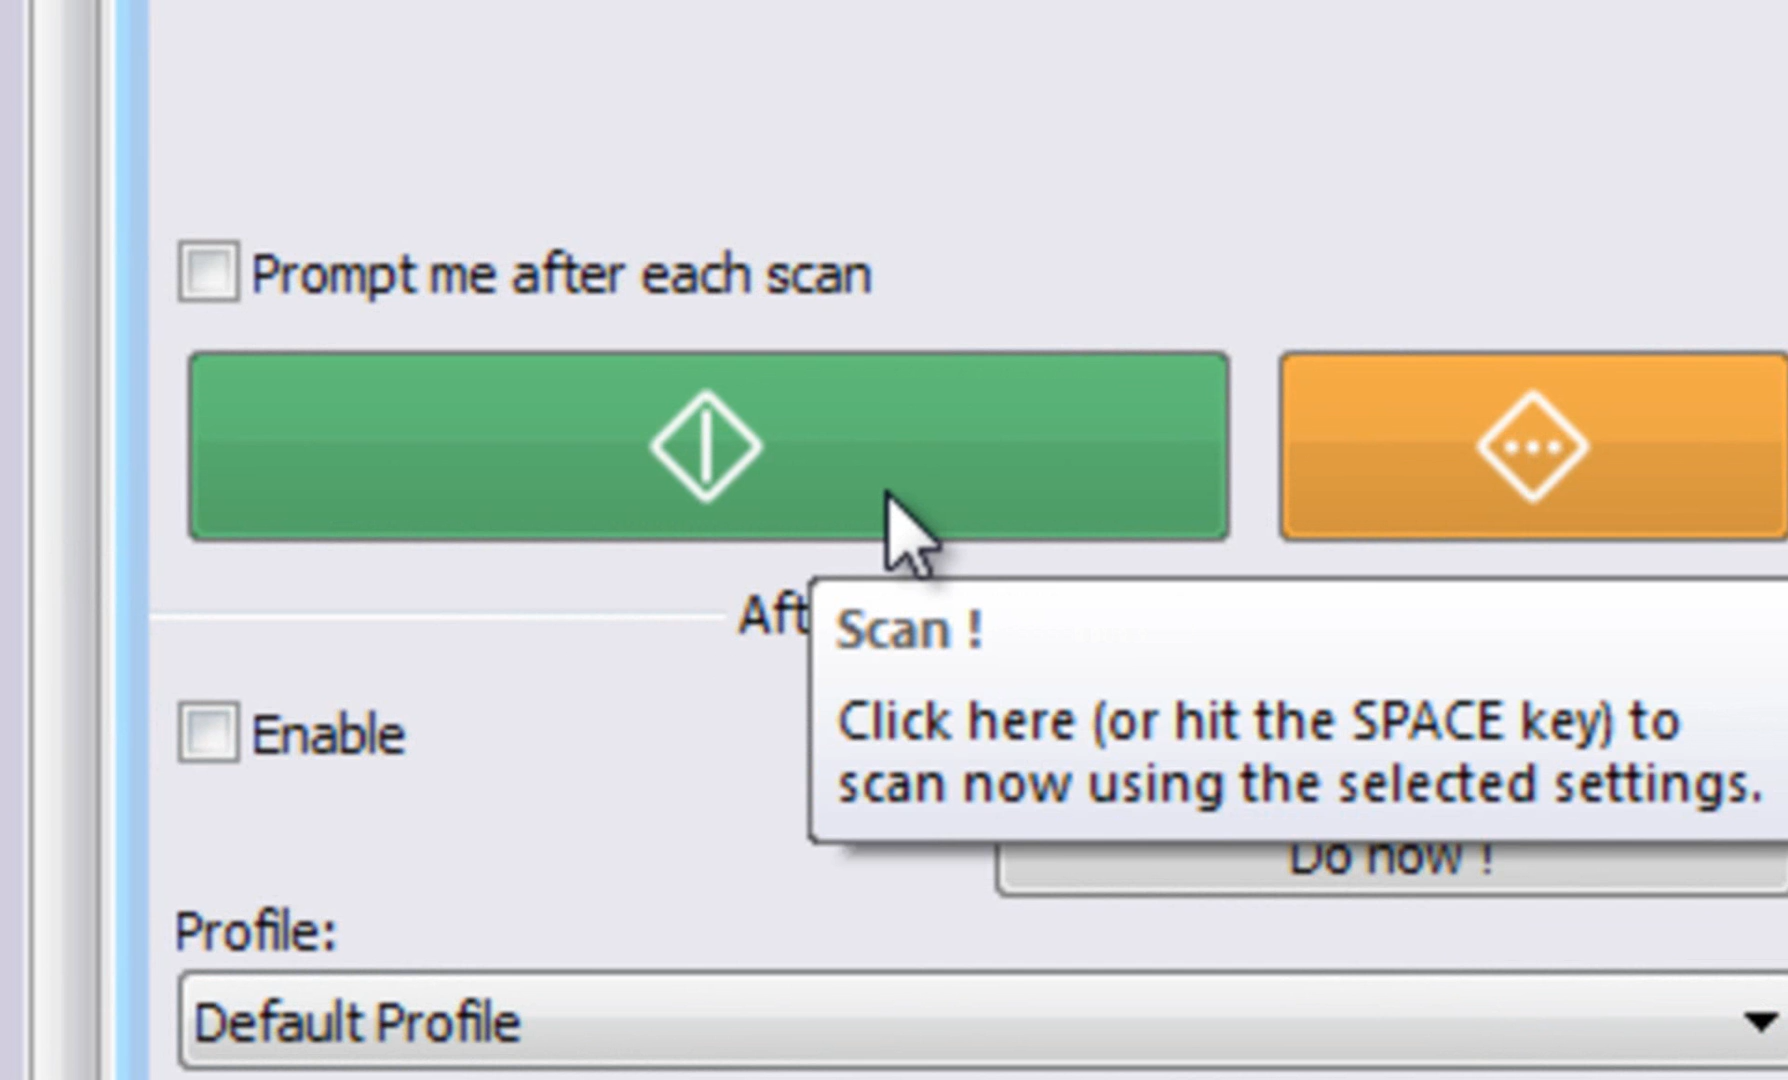 Prompt me after each scan
Scan !
Click here (or hit the SPACE key) to
scan now using the selected settings.
Enable
Do now !
Profile:
Default Profile